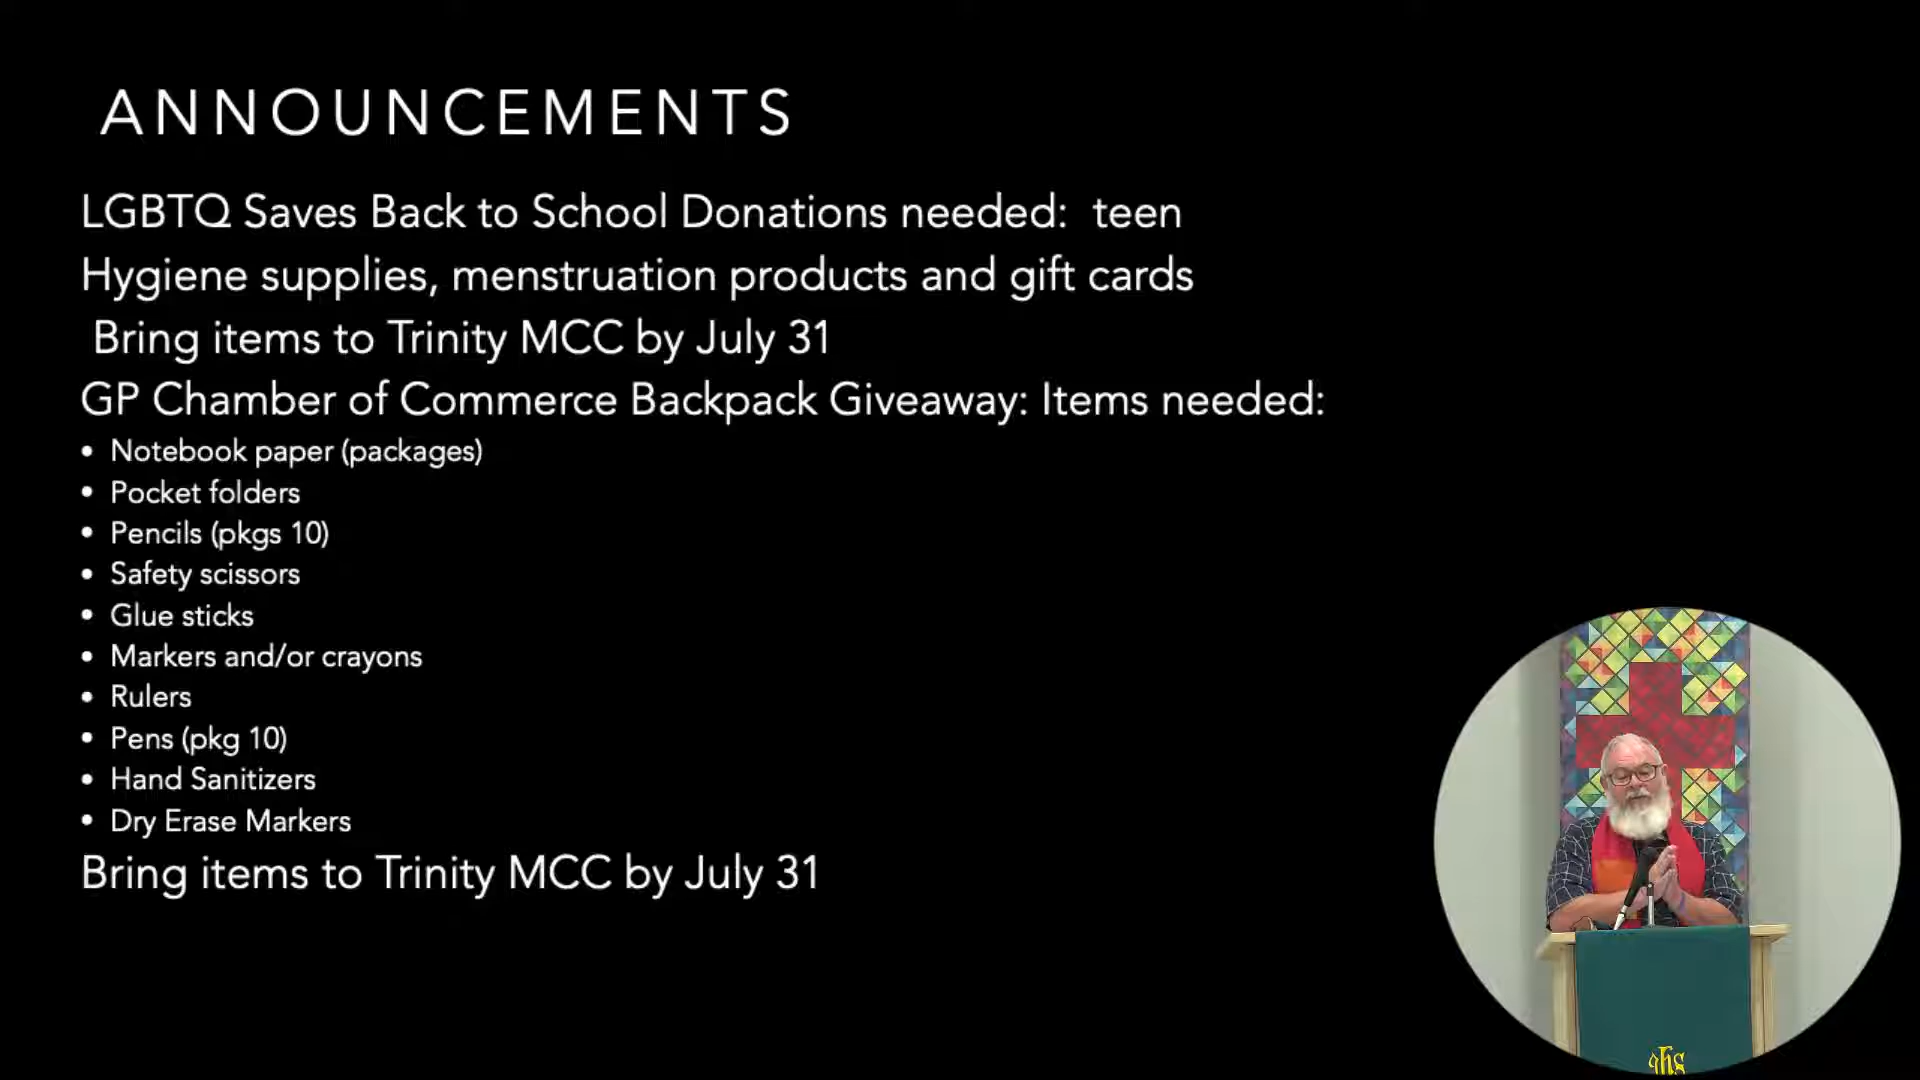 ANNOUNCEMENTS
LGBTQ Saves Back to School Donations needed:  teen
Hygiene supplies, menstruation products and gift cards
Bring items to Trinity MCC by July 31
GP Chamber of Commerce Backpack Giveaway: Items needed:
• Notebook paper (packages)
• Pocket folders
• Pencils (pkgs 10)
• Safety scissors
• Glue sticks
• Markers and/or crayons
• Rulers
• Pens (pkg 10)
• Hand Sanitizers
• Dry Erase Markers
Bring items to Trinity MCC by July 31